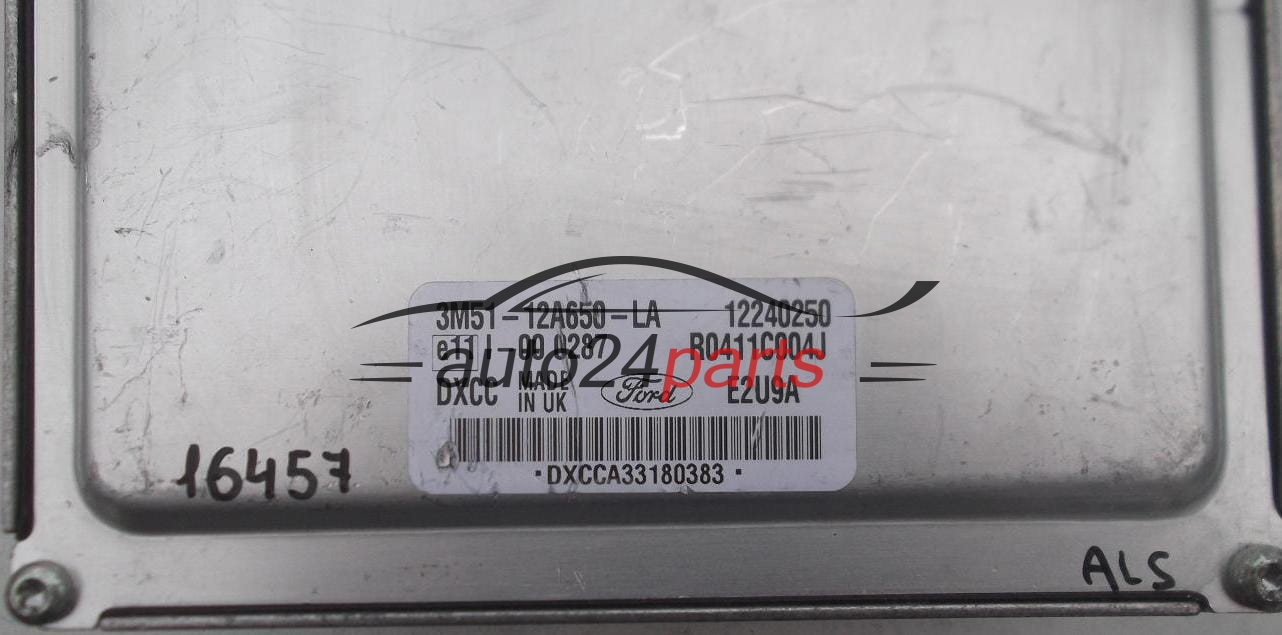 3M51-12A650-LA 12240250
e11 00 0287 R0411C004J
auto24parts
DXCC MADE IN UK Ford E2U9A
·DXCCA33180383·
16457
ALS